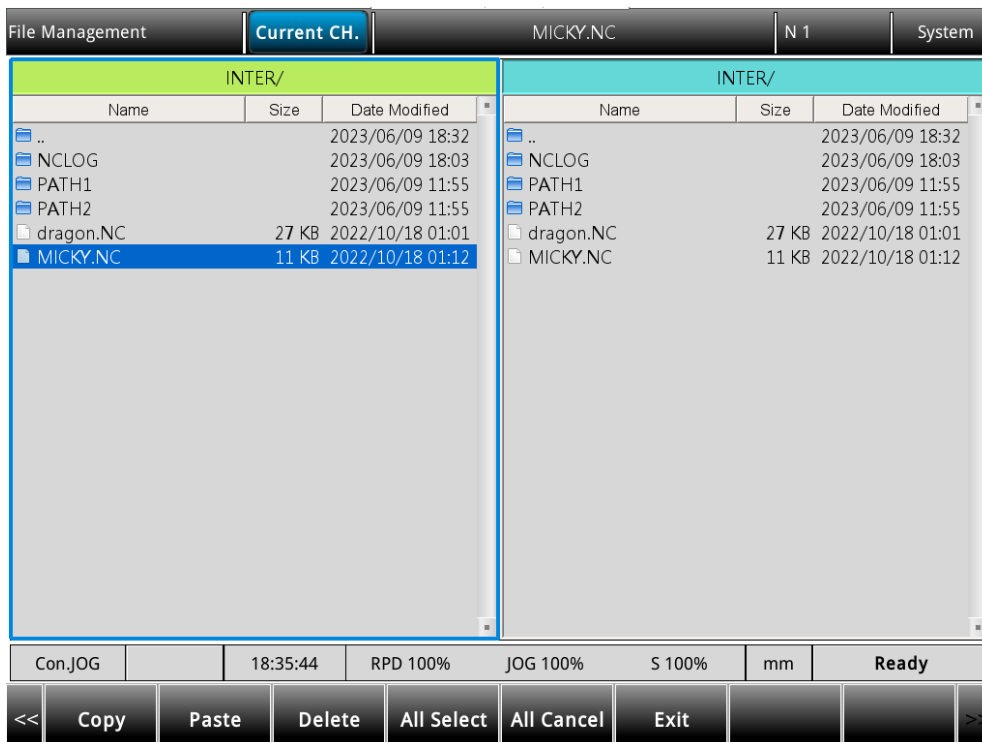 File Management Current CH. MICKY.NC N 1 System
INTER/
Name Size Date Modified
.. 2023/06/09 18:32
NCLOG 2023/06/09 18:03
PATH1 2023/06/09 11:55
PATH2 2023/06/09 11:55
dragon.NC 27 KB 2022/10/18 01:01
MICKY.NC 11 KB 2022/10/18 01:12
INTER/
Name Size Date Modified
.. 2023/06/09 18:32
NCLOG 2023/06/09 18:03
PATH1 2023/06/09 11:55
PATH2 2023/06/09 11:55
dragon.NC 27 KB 2022/10/18 01:01
MICKY.NC 11 KB 2022/10/18 01:12
Con.JOG 18:35:44 RPD 100% JOG 100% S 100% mm Ready
<< Copy Paste Delete All Select All Cancel Exit >>